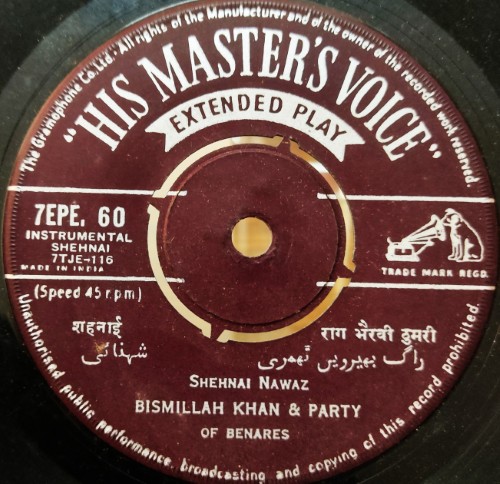 The Gramophone Co. Ltd. All rights of the Manufacturer and of the owner of the recorded work reserved.
"HIS MASTER'S VOICE"
EXTENDED PLAY
7EPE. 60
INSTRUMENTAL
SHEHNAI
7TJE-116
MADE IN INDIA
TRADE MARK REGD.
(Speed 45 r.p.m)
शहनाई
राग भैरवी ठुमरी
شہنائی
راگ بھیرویں ٹھمری
SHEHNAI NAWAZ
BISMILLAH KHAN & PARTY
OF BENARES
Unauthorised public performance, broadcasting and copying of this record prohibited.